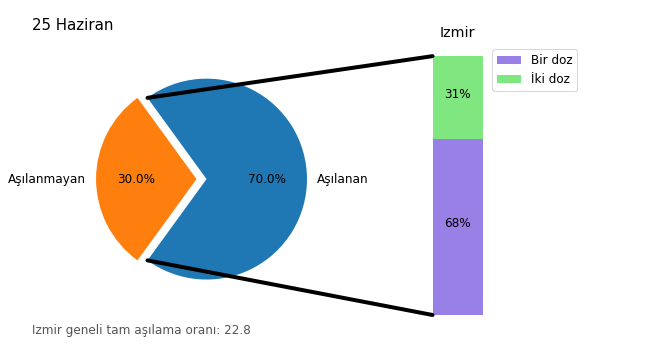 25 Haziran
Izmir
Bir doz
İki doz
31%
Aşılanmayan
30.0%
70.0%
Aşılanan
68%
Izmir geneli tam aşılama oranı: 22.8